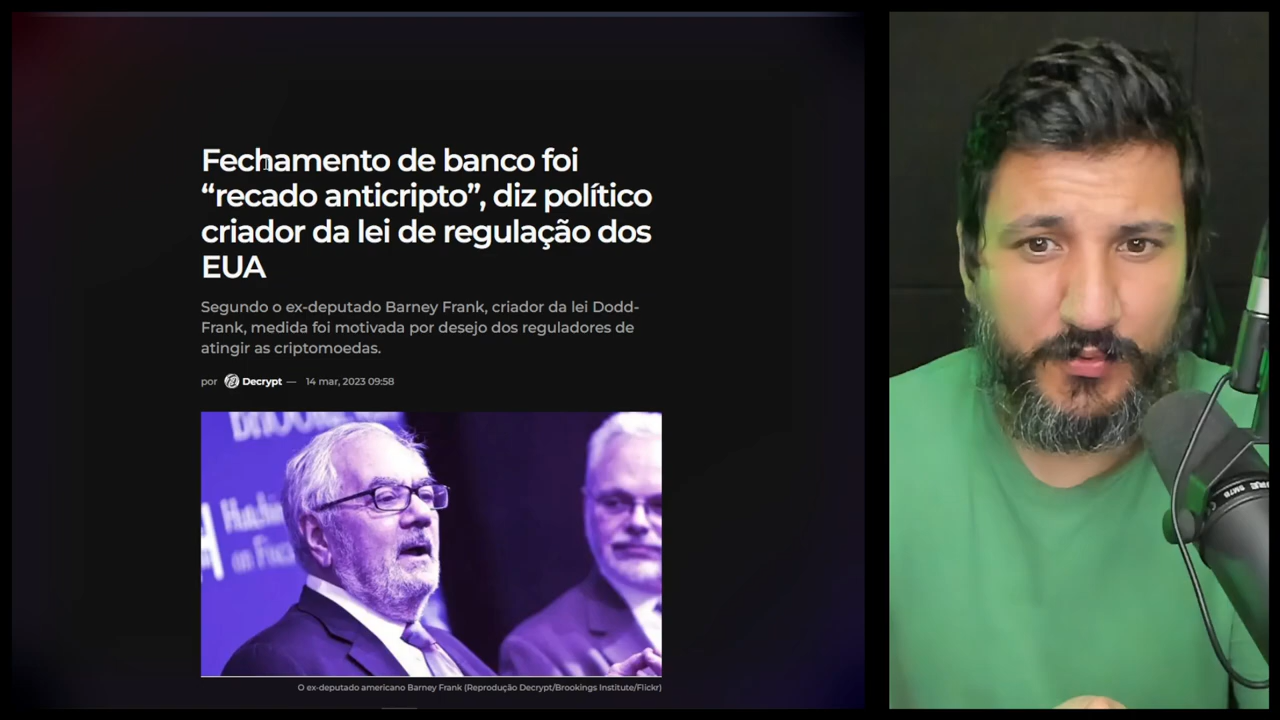 Fechamento de banco foi
“recado anticripto”, diz político
criador da lei de regulação dos
EUA
Segundo o ex-deputado Barney Frank, criador da lei Dodd-
Frank, medida foi motivada por desejo dos reguladores de
atingir as criptomoedas.
por Decrypt — 14 mar, 2023 09:58
O ex-deputado americano Barney Frank (Reprodução Decrypt/Brookings Institute/Flickr)
SM7B